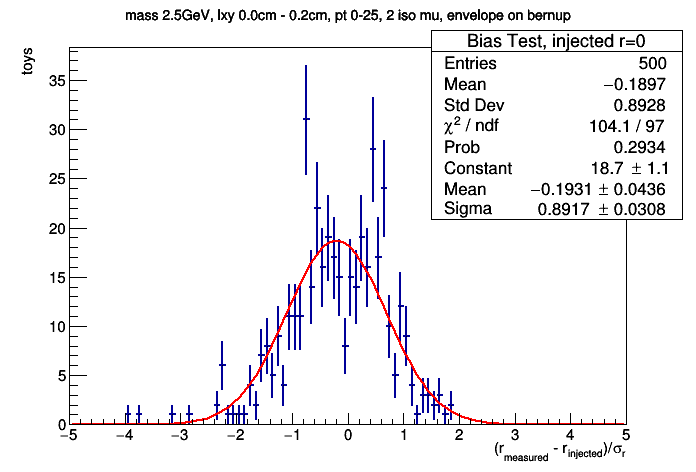 mass 2.5GeV, lxy 0.0cm - 0.2cm, pt 0-25, 2 iso mu, envelope on bernup
toys
Bias Test, injected r=0
Entries 500
Mean −0.1897
Std Dev 0.8928
χ² / ndf 104.1 / 97
Prob 0.2934
Constant 18.7 ± 1.1
Mean −0.1931 ± 0.0436
Sigma 0.8917 ± 0.0308
35
30
25
20
15
10
5
0
−5 −4 −3 −2 −1 0 1 2 3 4 5
(r_measured - r_injected)/σ_r